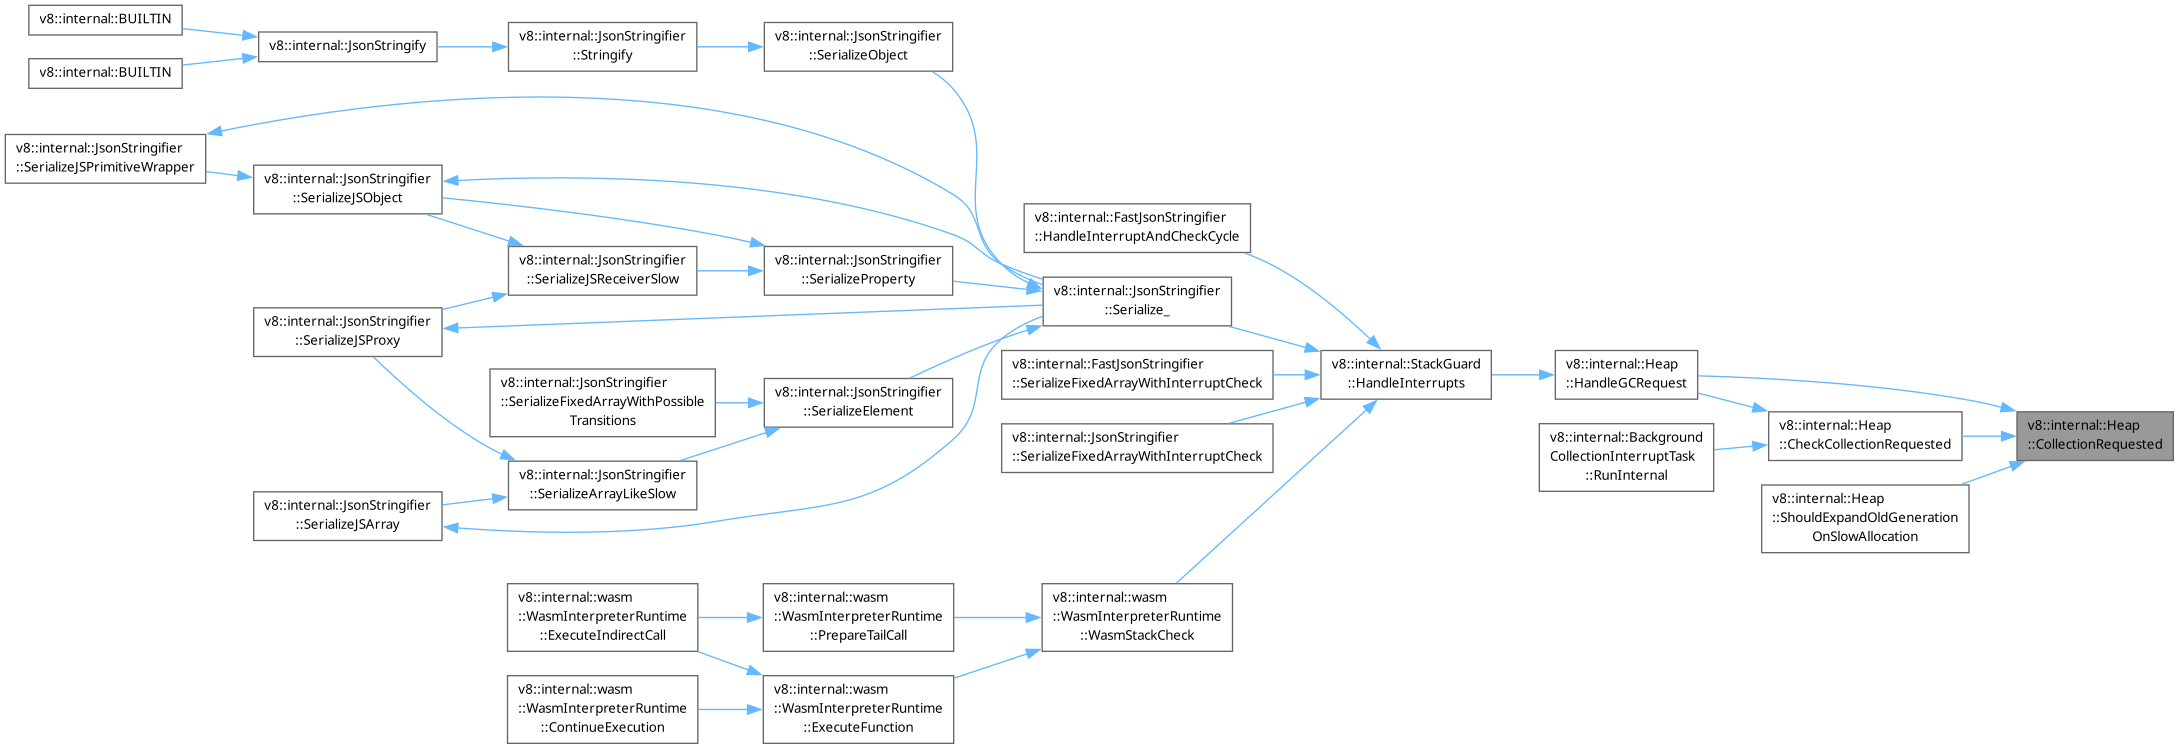 v8::internal::BUILTIN
v8::internal::BUILTIN
v8::internal::JsonStringify
v8::internal::JsonStringifier
::Stringify
v8::internal::JsonStringifier
::SerializeObject
v8::internal::JsonStringifier
::SerializeJSPrimitiveWrapper
v8::internal::JsonStringifier
::SerializeJSObject
v8::internal::JsonStringifier
::SerializeJSReceiverSlow
v8::internal::JsonStringifier
::SerializeProperty
v8::internal::FastJsonStringifier
::HandleInterruptAndCheckCycle
v8::internal::JsonStringifier
::Serialize_
v8::internal::JsonStringifier
::SerializeJSProxy
v8::internal::FastJsonStringifier
::SerializeFixedArrayWithInterruptCheck
v8::internal::StackGuard
::HandleInterrupts
v8::internal::Heap
::HandleGCRequest
v8::internal::JsonStringifier
::SerializeFixedArrayWithPossible
Transitions
v8::internal::JsonStringifier
::SerializeElement
v8::internal::JsonStringifier
::SerializeFixedArrayWithInterruptCheck
v8::internal::Background
CollectionInterruptTask
::RunInternal
v8::internal::Heap
::CheckCollectionRequested
v8::internal::Heap
::CollectionRequested
v8::internal::JsonStringifier
::SerializeArrayLikeSlow
v8::internal::JsonStringifier
::SerializeJSArray
v8::internal::Heap
::ShouldExpandOldGeneration
OnSlowAllocation
v8::internal::wasm
::WasmInterpreterRuntime
::ExecuteIndirectCall
v8::internal::wasm
::WasmInterpreterRuntime
::PrepareTailCall
v8::internal::wasm
::WasmInterpreterRuntime
::WasmStackCheck
v8::internal::wasm
::WasmInterpreterRuntime
::ContinueExecution
v8::internal::wasm
::WasmInterpreterRuntime
::ExecuteFunction